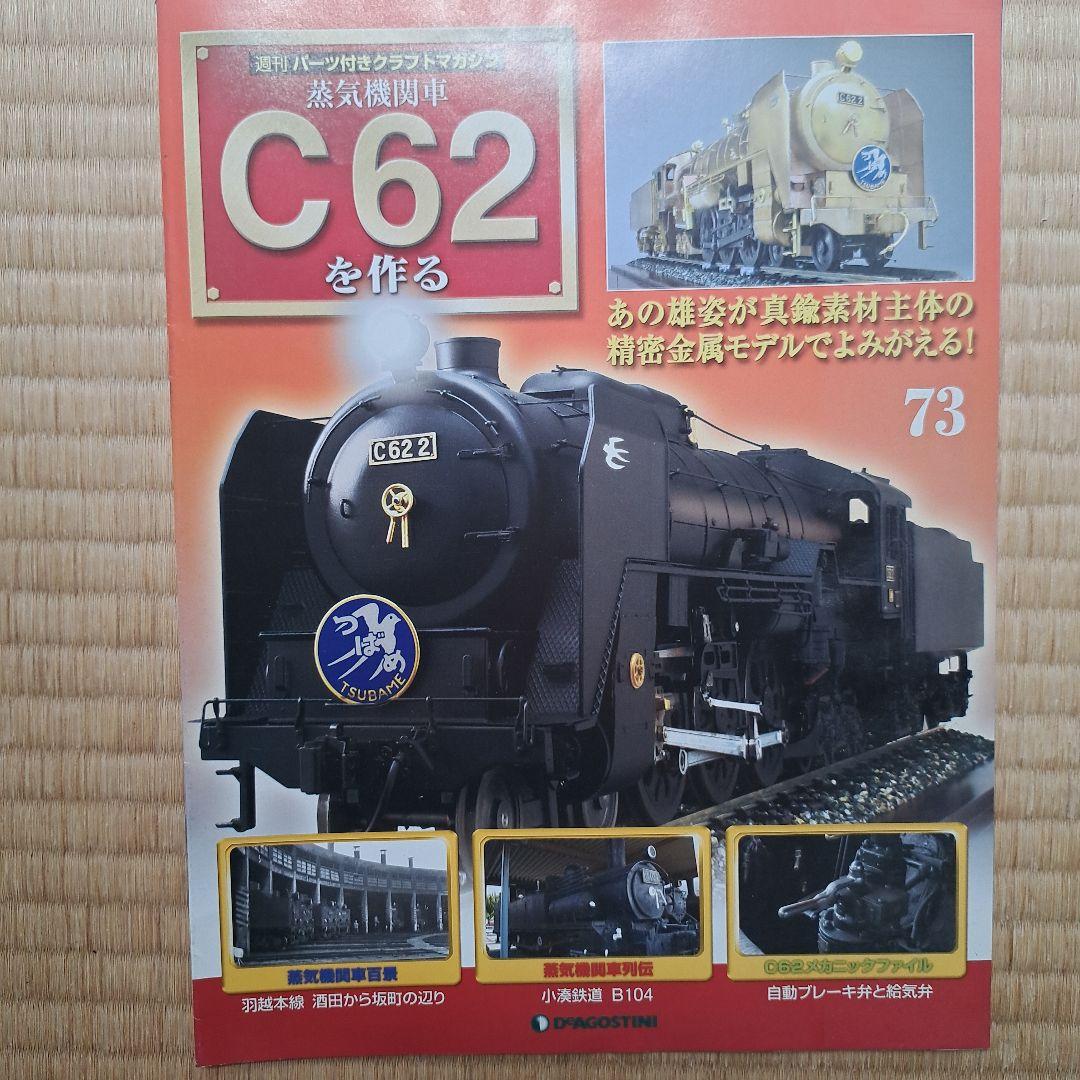 週刊 パーツ付きクラフトマガジン
蒸気機関車
C62
を作る
C62 2
つばめ
TSUBAME
あの雄姿が真鍮素材主体の
精密金属モデルでよみがえる!
73
C62 2
つばめ
TSUBAME
蒸気機関車百景
羽越本線 酒田から坂町の辺り
蒸気機関車列伝
小湊鉄道 B104
C62メカニックファイル
自動ブレーキ弁と給気弁
DeAGOSTINI